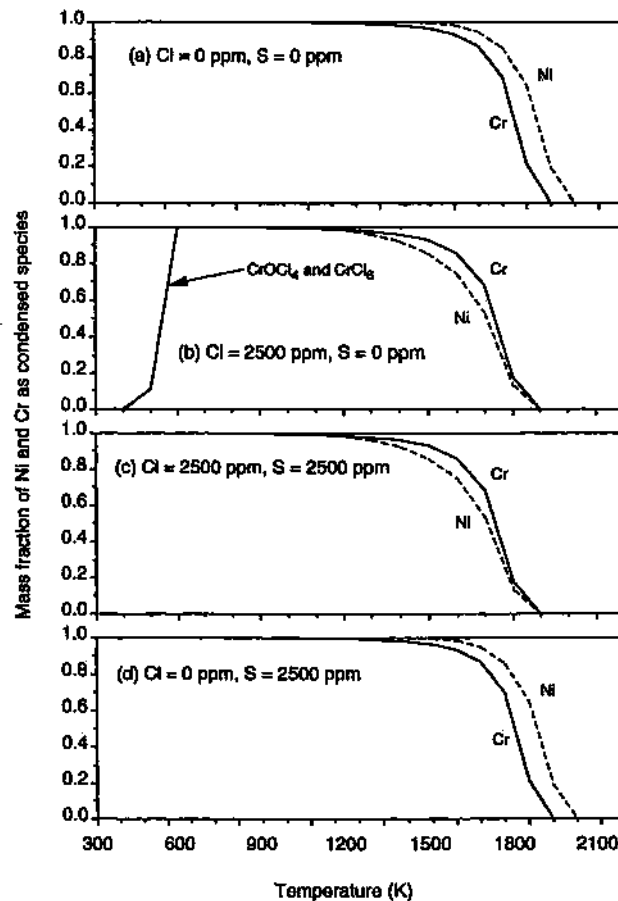 Mass fraction of Ni and Cr as condensed species
1.0
0.8
0.6
0.4
0.2
1.0
0.8
0.6
0.4
0.2
0.0
1.0
0.8
0.6
0.4
0.2
0.0
1.0
0.8
0.6
0.4
0.2
0.0
(a) Cl = 0 ppm, S = 0 ppm
Ni
Cr
CrOCl4 and CrCl6
(b) Cl = 2500 ppm, S = 0 ppm
Cr
Ni
(c) Cl = 2500 ppm, S = 2500 ppm
Cr
Ni
(d) Cl = 0 ppm, S = 2500 ppm
Ni
Cr
300 600 900 1200 1500 1800 2100
Temperature (K)